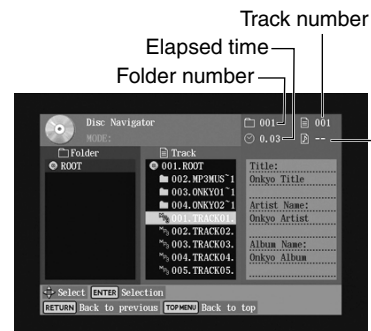 Track number
Elapsed time
Folder number
Disc Navigator
MODE:
001
001
0.03
--
Folder
ROOT
Track
001.ROOT
002.MP3MUS~1
003.ONKYO1~1
004.ONKYO2~1
001.TRACK01.
002.TRACK02.
003.TRACK03.
004.TRACK04.
005.TRACK05.
Title:
Onkyo Title
Artist Name:
Onkyo Artist
Album Name:
Onkyo Album
Select ENTER Selection
RETURN Back to previous TOP MENU Back to top